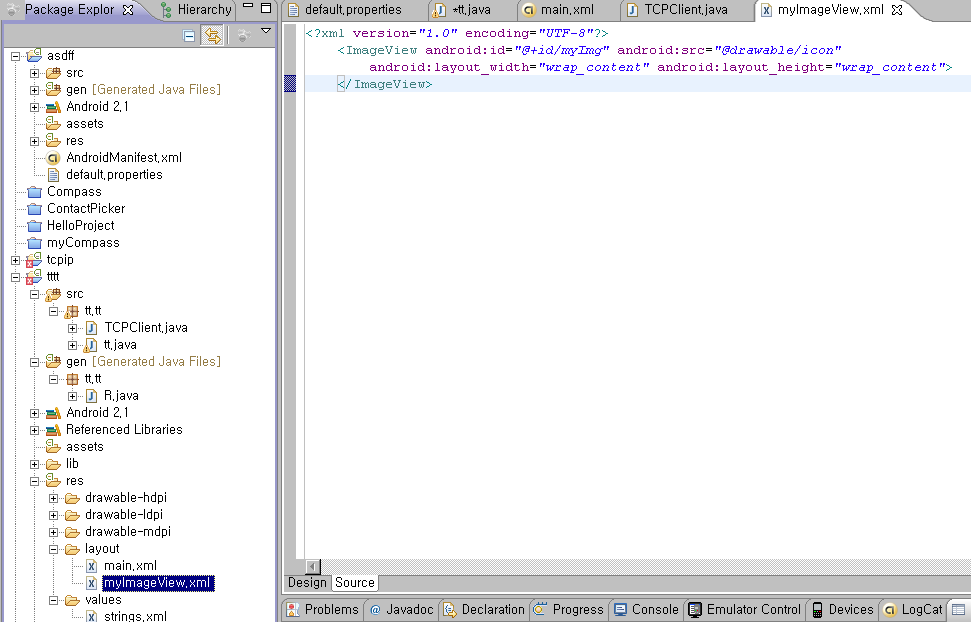 Package Explor
Hierarchy
default.properties
*tt.java
main.xml
TCPClient.java
myImageView.xml
asdff
src
gen [Generated Java Files]
Android 2.1
assets
res
AndroidManifest.xml
default.properties
Compass
ContactPicker
HelloProject
myCompass
tcpip
tttt
src
tt.tt
TCPClient.java
tt.java
gen [Generated Java Files]
tt.tt
R.java
Android 2.1
Referenced Libraries
assets
lib
res
drawable-hdpi
drawable-ldpi
drawable-mdpi
layout
main.xml
myImageView.xml
values
strings.xml
<?xml version="1.0" encoding="UTF-8"?>
<ImageView android:id="@+id/myImg" android:src="@drawable/icon"
android:layout_width="wrap_content" android:layout_height="wrap_content">
</ImageView>
Design
Source
Problems
Javadoc
Declaration
Progress
Console
Emulator Control
Devices
LogCat